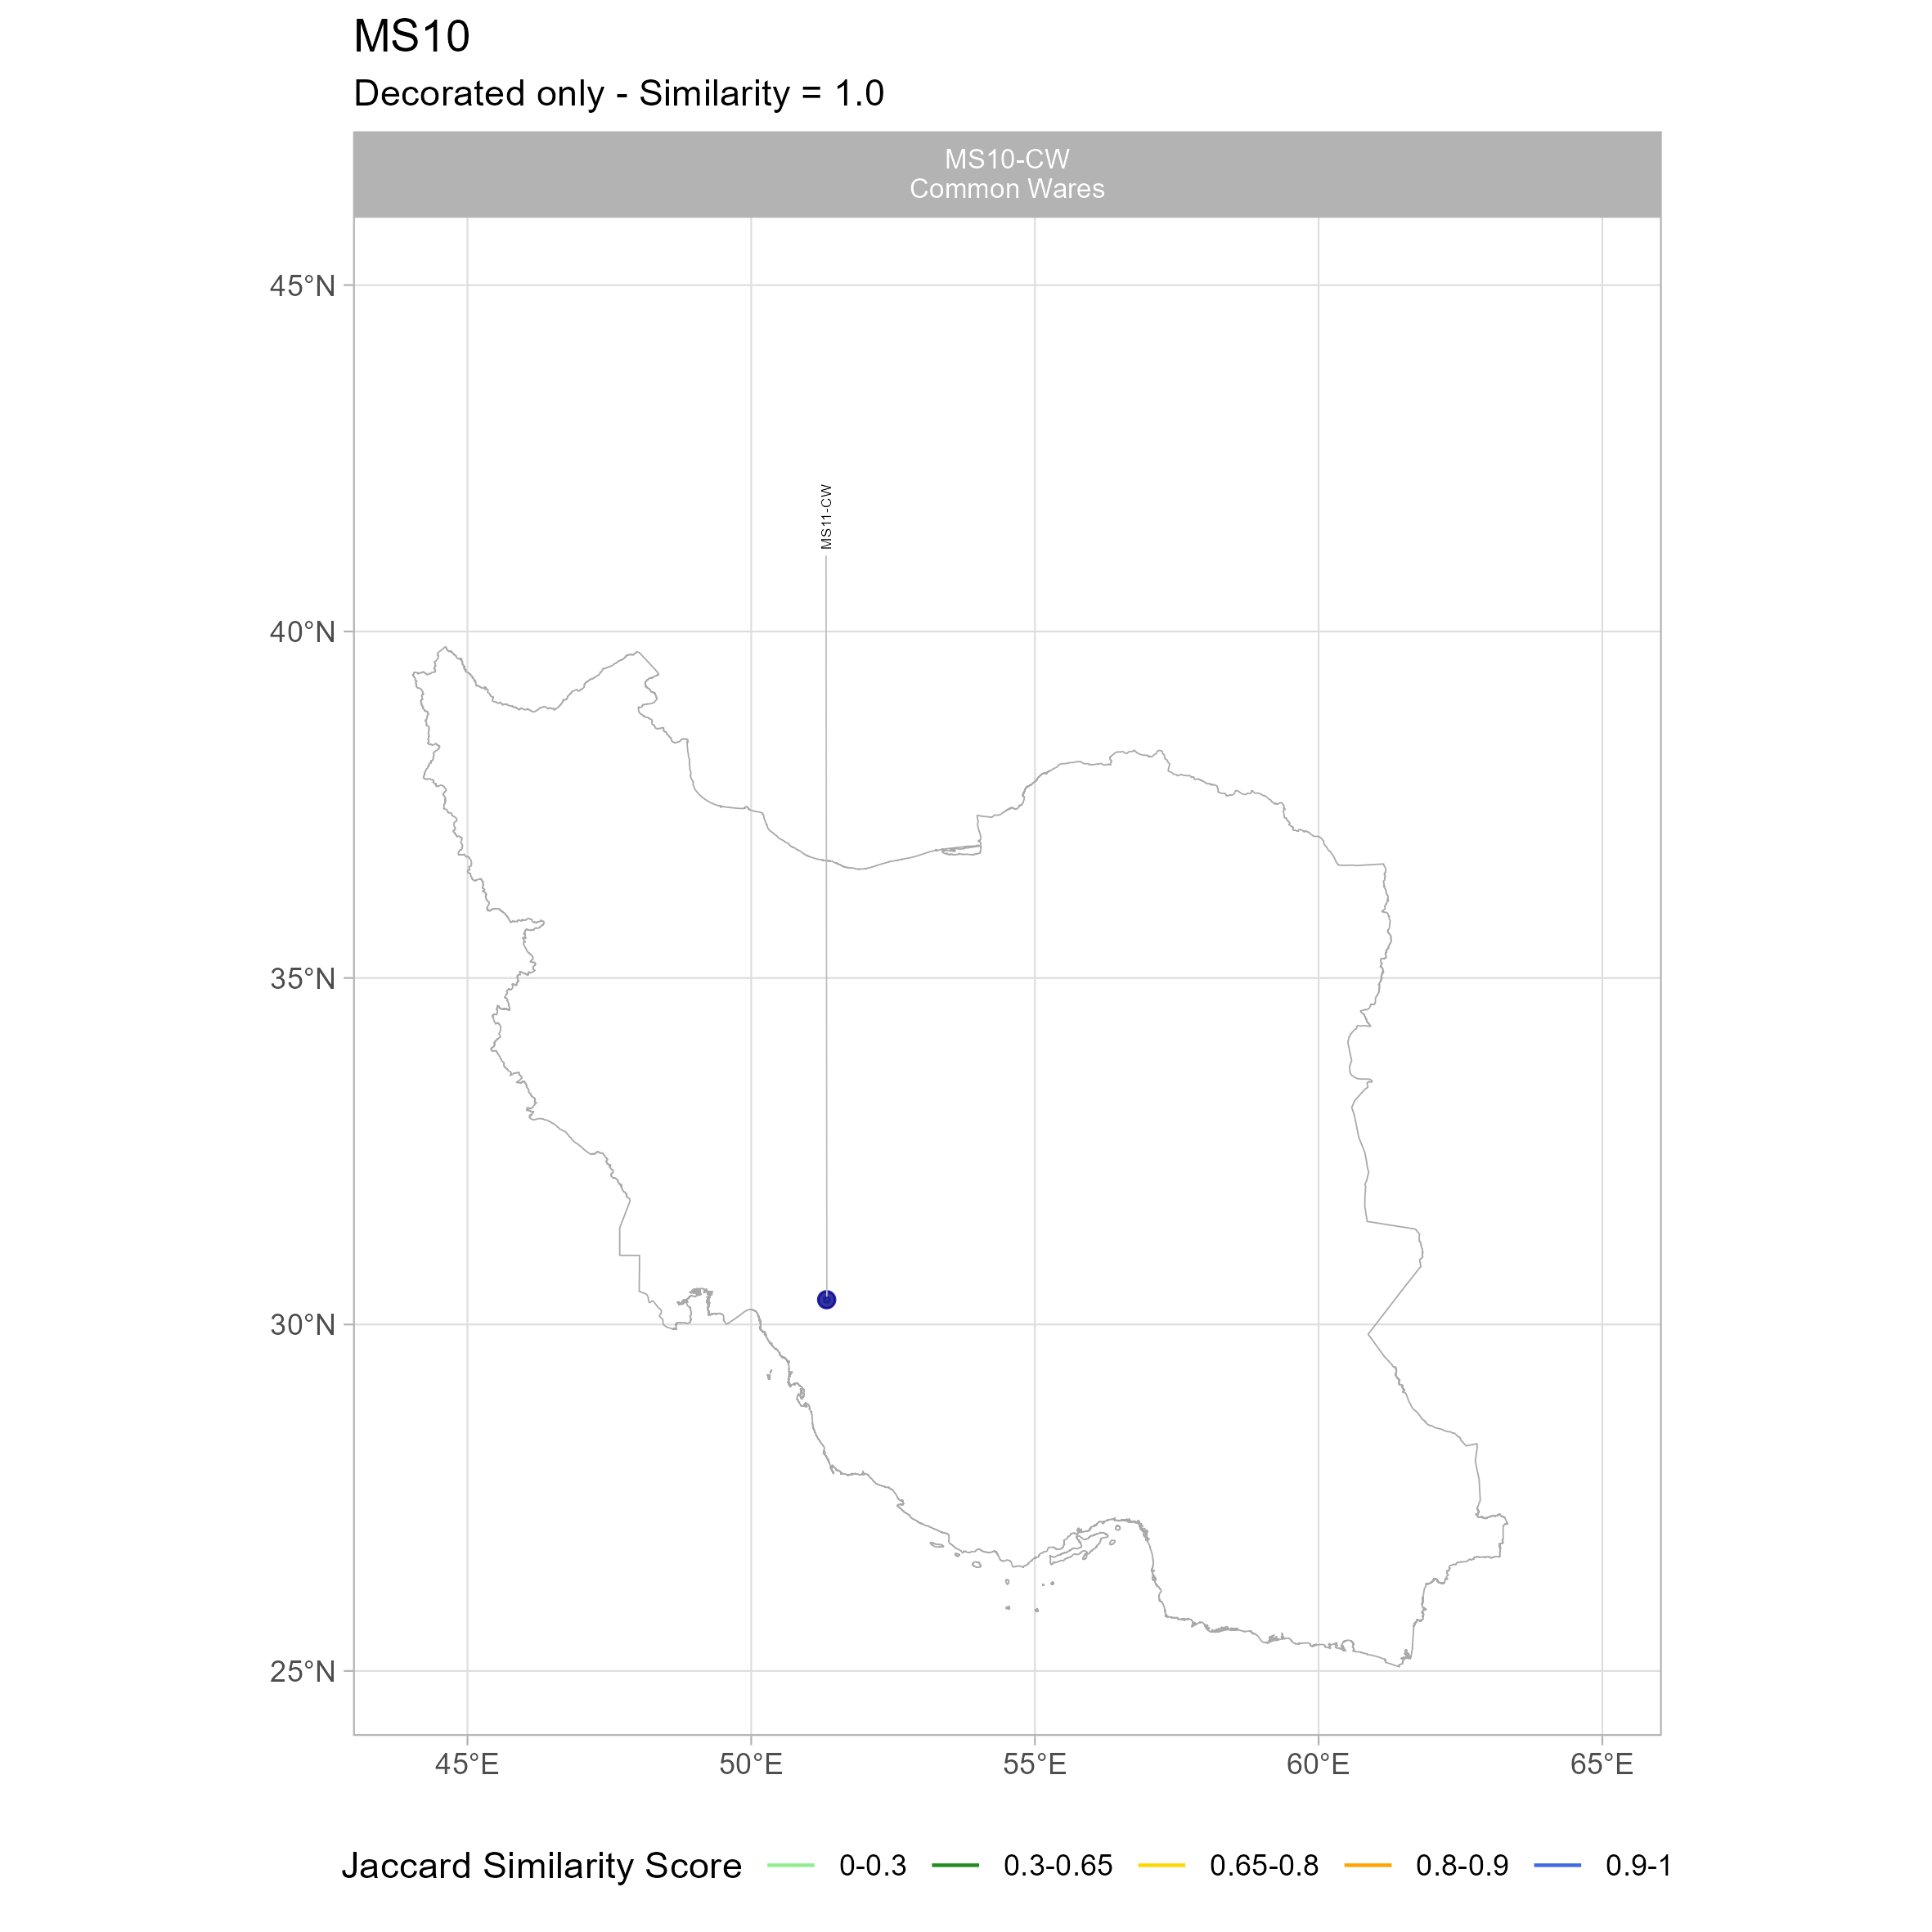 MS10
Decorated only - Similarity = 1.0
MS10-CW
Common Wares
45°N
40°N
35°N
30°N
25°N
MS11-CW
45°E 50°E 55°E 60°E 65°E
Jaccard Similarity Score 0-0.3 0.3-0.65 0.65-0.8 0.8-0.9 0.9-1